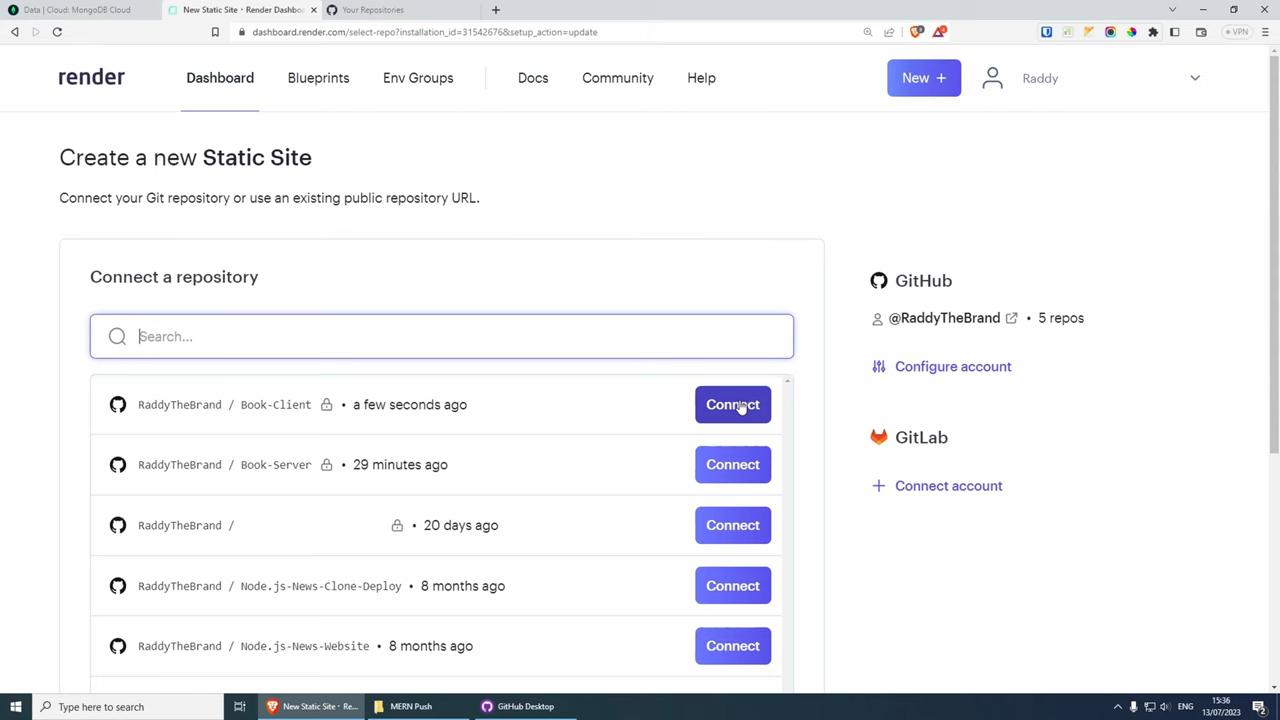 Data | Cloud: MongoDB Cloud
New Static Site · Render Dashbo
Your Repositories
dashboard.render.com/select-repo?installation_id=31542676&setup_action=update
VPN
render
Dashboard
Blueprints
Env Groups
Docs
Community
Help
New +
Raddy
Create a new Static Site
Connect your Git repository or use an existing public repository URL.
Connect a repository
Search...
RaddyTheBrand / Book-Client • a few seconds ago
Connect
RaddyTheBrand / Book-Server • 29 minutes ago
Connect
RaddyTheBrand / • 20 days ago
Connect
RaddyTheBrand / Node.js-News-Clone-Deploy • 8 months ago
Connect
RaddyTheBrand / Node.js-News-Website • 8 months ago
Connect
GitHub
@RaddyTheBrand • 5 repos
Configure account
GitLab
+ Connect account
Type here to search
New Static Site · Re...
MERN Push
GitHub Desktop
ENG
15:36
13/07/2023